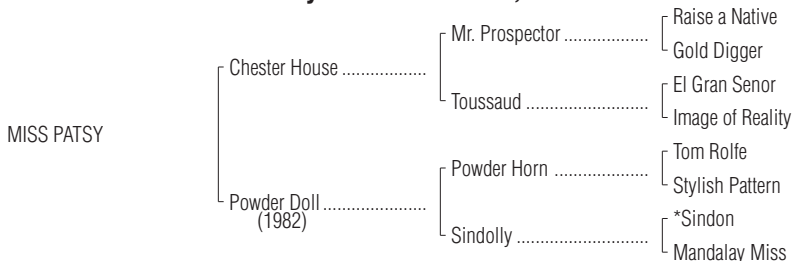 Raise a Native
Mr. Prospector ...................
Gold Digger
Chester House ...................
El Gran Senor
Toussaud ...........................
Image of Reality
MISS PATSY
Tom Rolfe
Powder Horn .....................
Stylish Pattern
Powder Doll .......................
(1982)
*Sindon
Sindolly .............................
Mandalay Miss